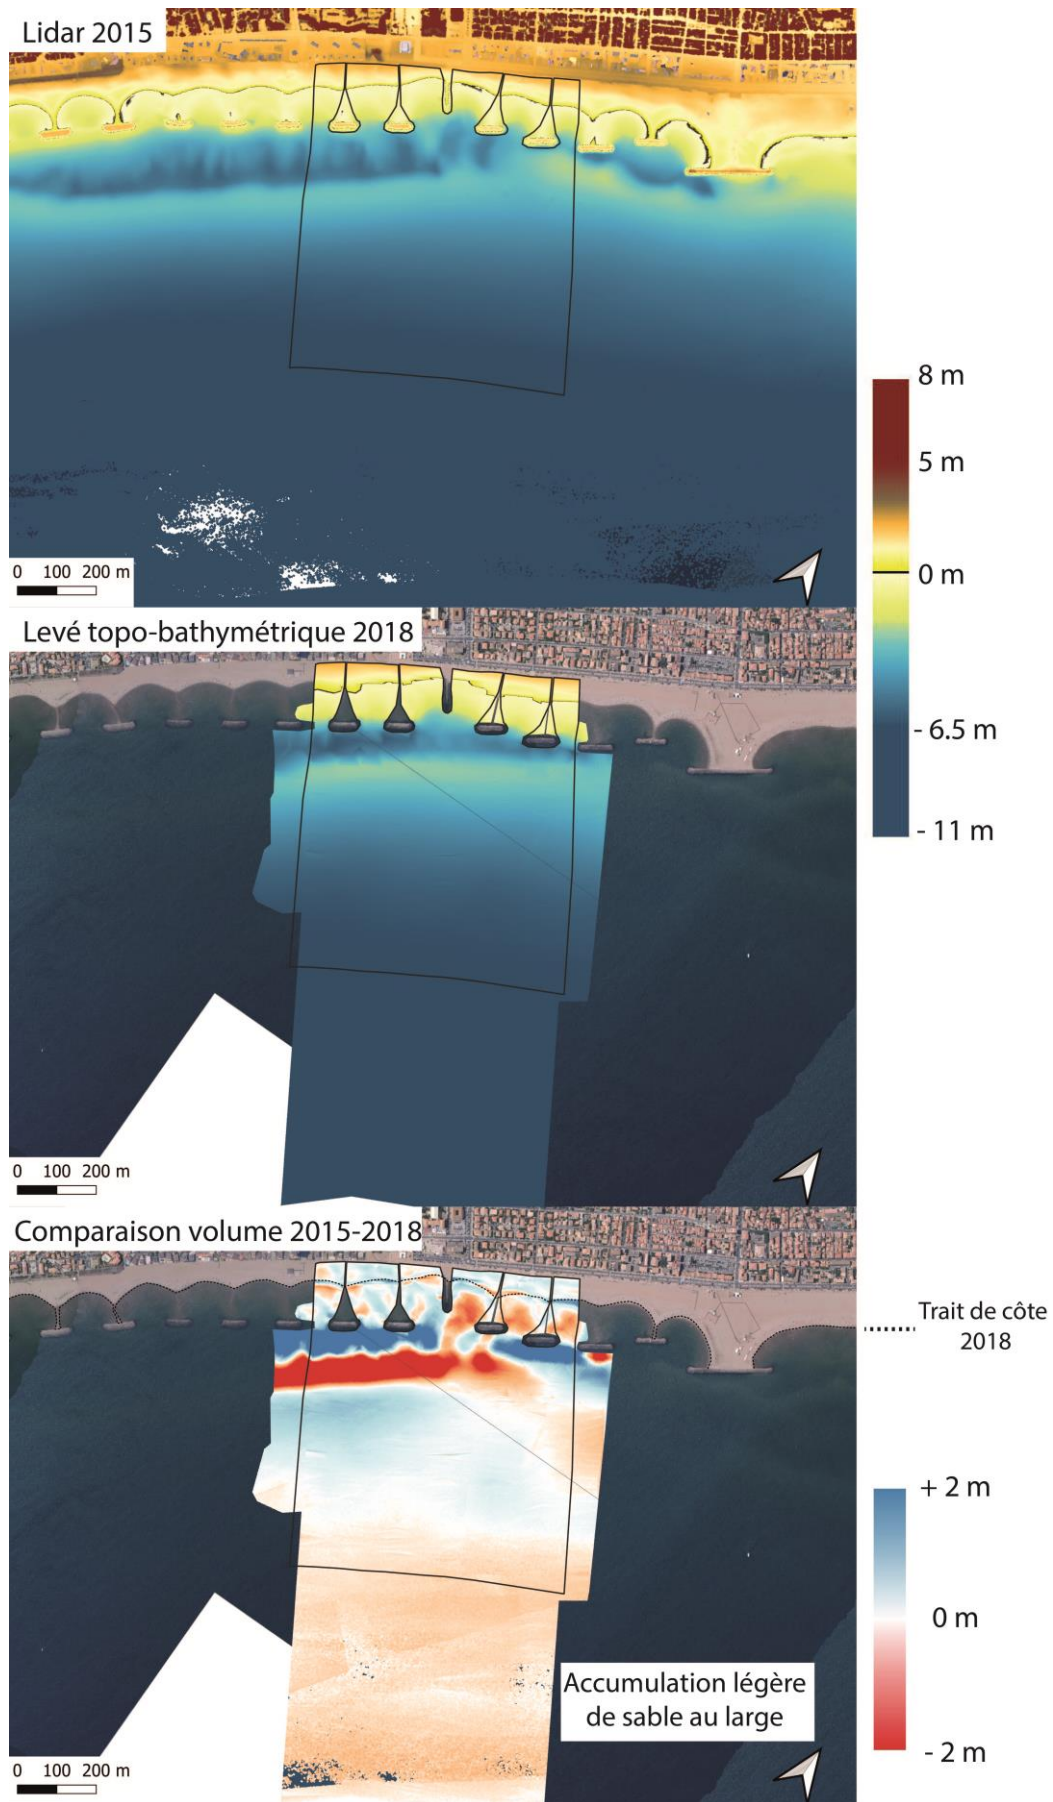 Lidar 2015
8 m
5 m
0 m
- 6.5 m
- 11 m
0 100 200 m
Levé topo-bathymétrique 2018
0 100 200 m
Comparaison volume 2015-2018
Trait de côte
2018
+ 2 m
0 m
- 2 m
Accumulation légère
de sable au large
0 100 200 m